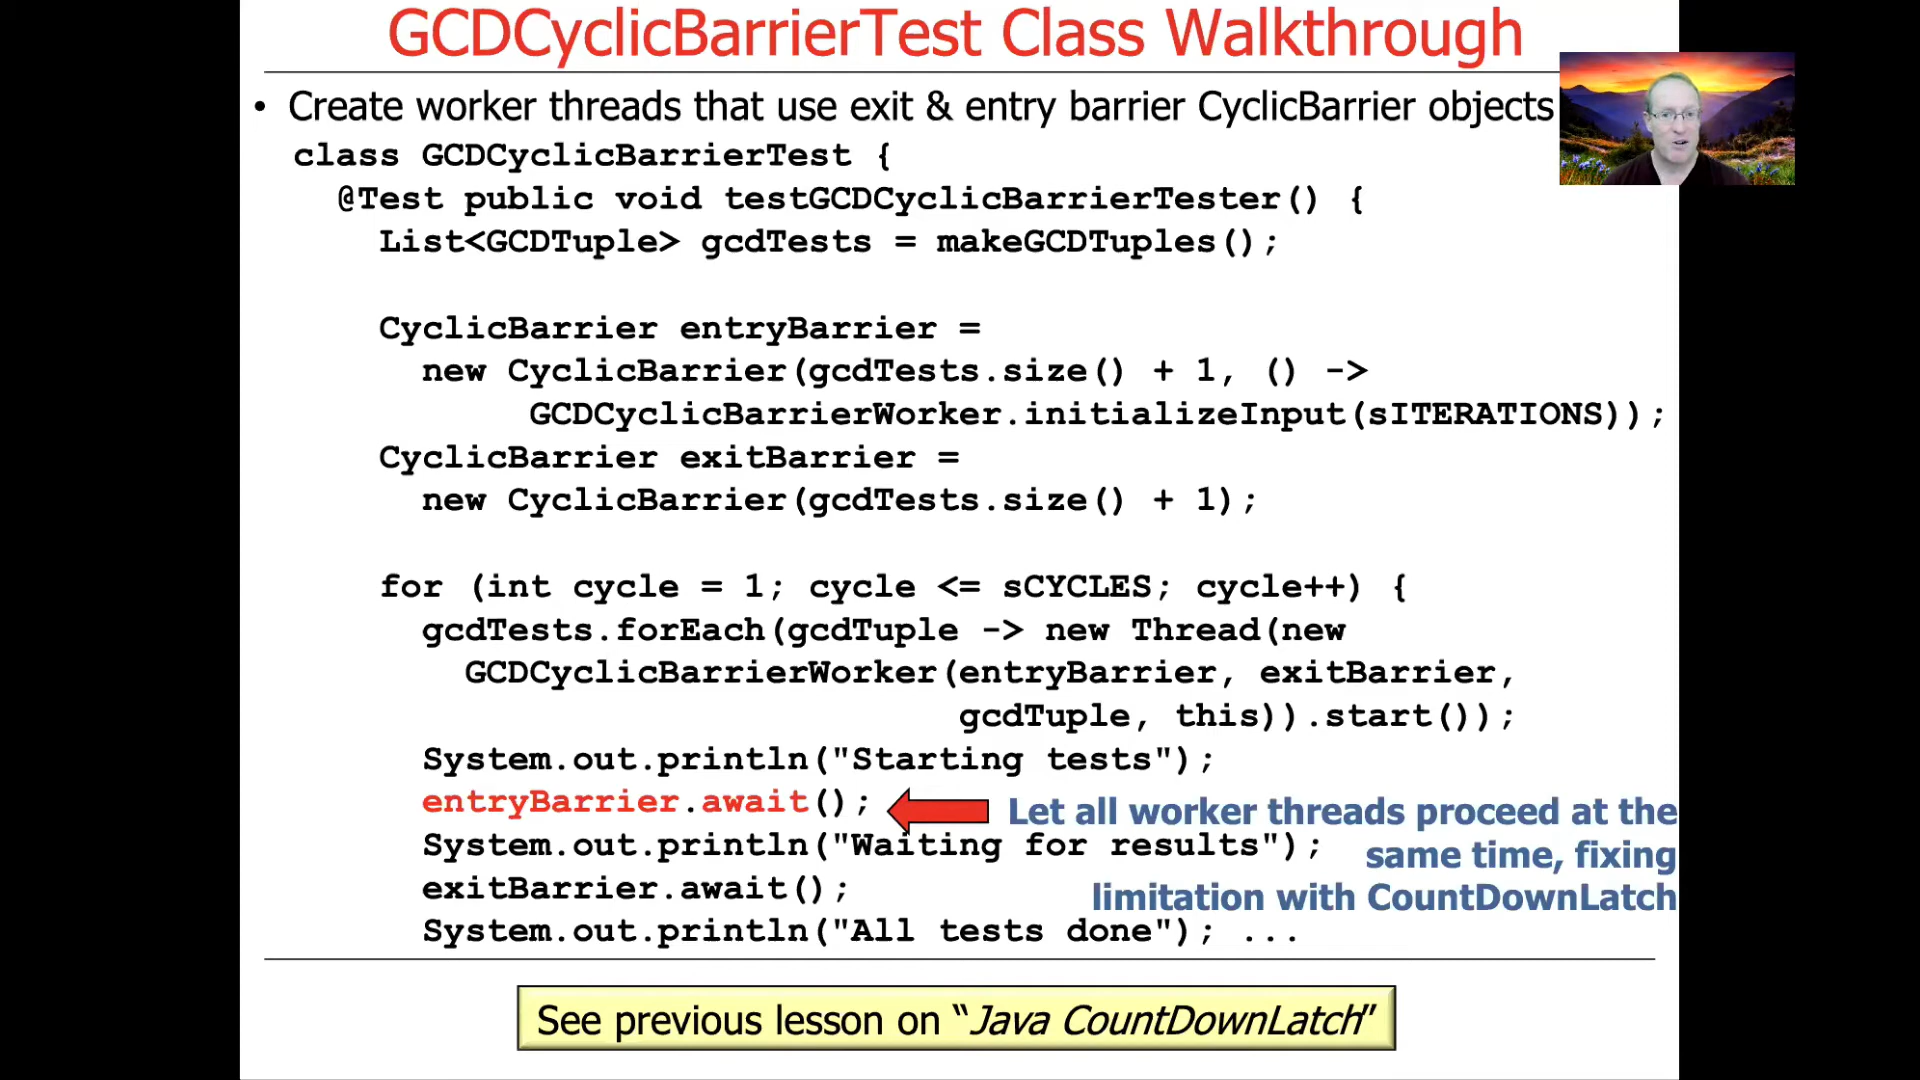 GCDCyclicBarrierTest Class Walkthrough
• Create worker threads that use exit & entry barrier CyclicBarrier objects
class GCDCyclicBarrierTest {
@Test public void testGCDCyclicBarrierTester() {
List<GCDTuple> gcdTests = makeGCDTuples();
CyclicBarrier entryBarrier =
new CyclicBarrier(gcdTests.size() + 1, () ->
GCDCyclicBarrierWorker.initializeInput(sITERATIONS));
CyclicBarrier exitBarrier =
new CyclicBarrier(gcdTests.size() + 1);
for (int cycle = 1; cycle <= sCYCLES; cycle++) {
gcdTests.forEach(gcdTuple -> new Thread(new
GCDCyclicBarrierWorker(entryBarrier, exitBarrier,
gcdTuple, this)).start());
System.out.println("Starting tests");
entryBarrier.await();
System.out.println("Waiting for results");
exitBarrier.await();
System.out.println("All tests done"); ...
Let all worker threads proceed at the
same time, fixing
limitation with CountDownLatch
See previous lesson on “Java CountDownLatch”